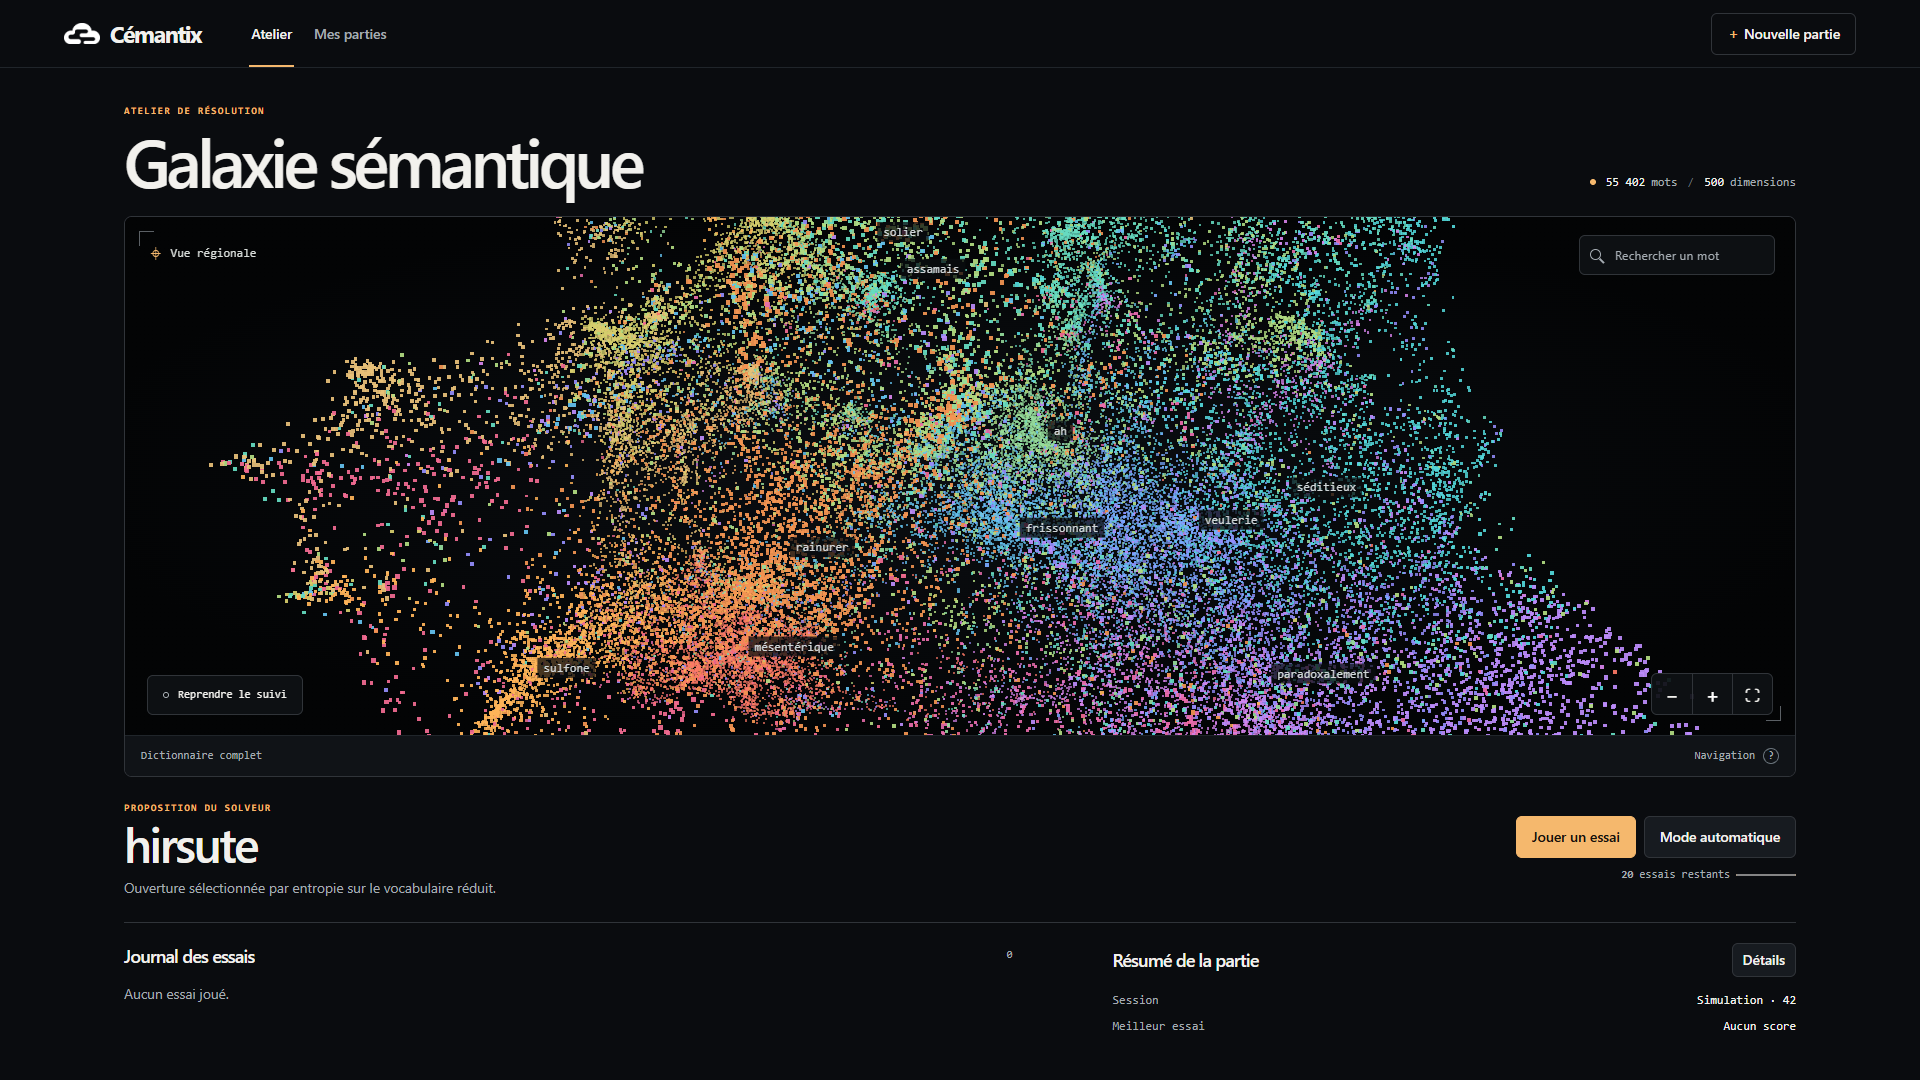 Cémantix
Atelier
Mes parties
+ Nouvelle partie
ATELIER DE RÉSOLUTION
Galaxie sémantique
55 402 mots / 500 dimensions
Vue régionale
Rechercher un mot
solier
assamais
ah
séditieux
veulerie
frissonnant
rainurer
mésentérique
sulfone
paradoxalement
Reprendre le suivi
− +
Dictionnaire complet
Navigation ?
PROPOSITION DU SOLVEUR
hirsute
Ouverture sélectionnée par entropie sur le vocabulaire réduit.
Jouer un essai
Mode automatique
20 essais restants
Journal des essais
0
Aucun essai joué.
Résumé de la partie
Détails
Session
Simulation · 42
Meilleur essai
Aucun score